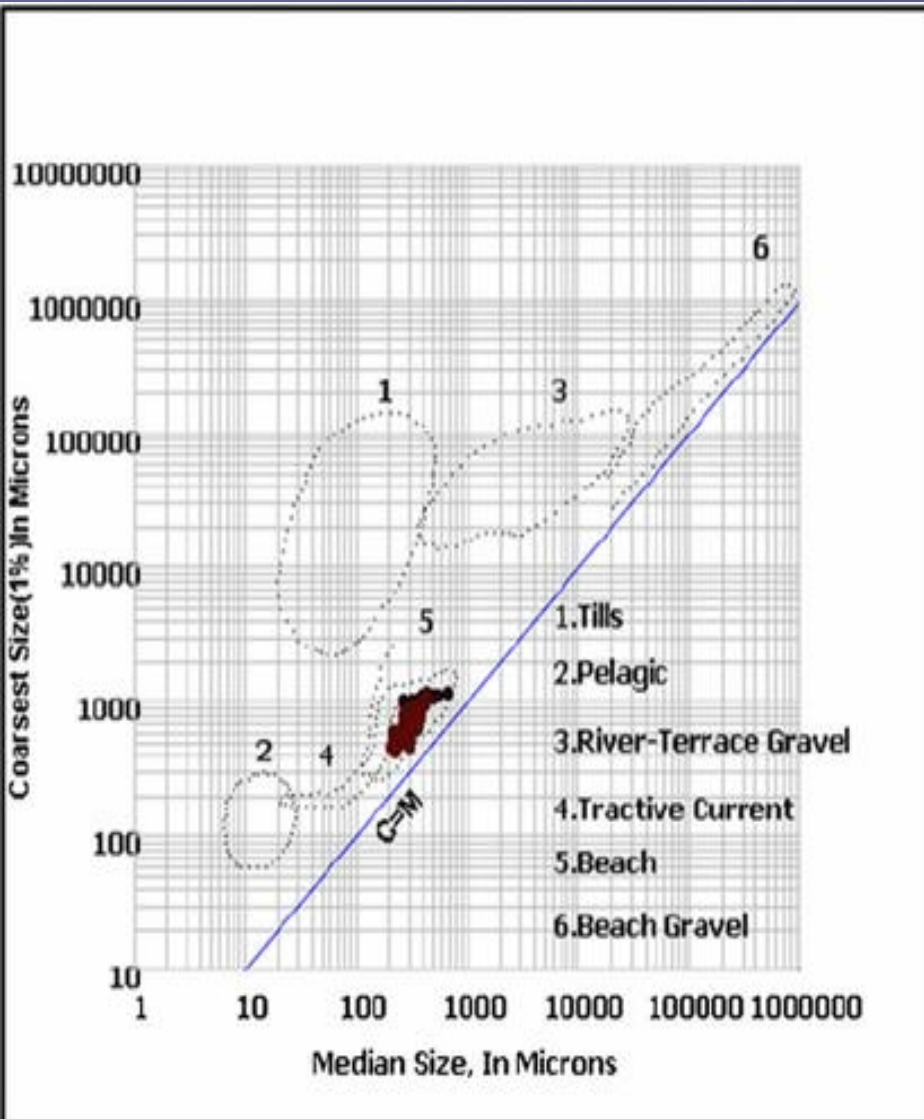 6
10000000
1000000
1
3
100000
10000
5
1.Tills
2.Pelagic
1000
3.River-Terrace Gravel
2
4
4.Tractive Current
C=M
100
5.Beach
6.Beach Gravel
10
1 10 100 1000 10000 100000 1000000
Coarsest Size(1%)In Microns
Median Size, In Microns